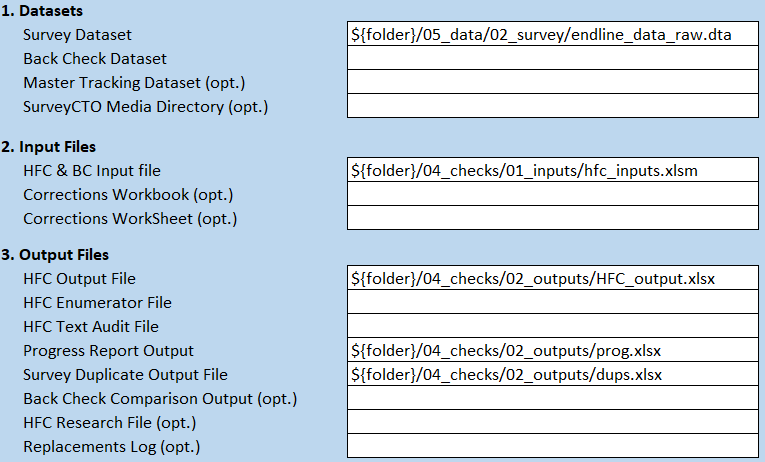 1. Datasets
Survey Dataset ${folder}/05_data/02_survey/endline_data_raw.dta
Back Check Dataset
Master Tracking Dataset (opt.)
SurveyCTO Media Directory (opt.)
2. Input Files
HFC & BC Input file ${folder}/04_checks/01_inputs/hfc_inputs.xlsm
Corrections Workbook (opt.)
Corrections WorkSheet (opt.)
3. Output Files
HFC Output File ${folder}/04_checks/02_outputs/HFC_output.xlsx
HFC Enumerator File
HFC Text Audit File
Progress Report Output ${folder}/04_checks/02_outputs/prog.xlsx
Survey Duplicate Output File ${folder}/04_checks/02_outputs/dups.xlsx
Back Check Comparison Output (opt.)
HFC Research File (opt.)
Replacements Log (opt.)